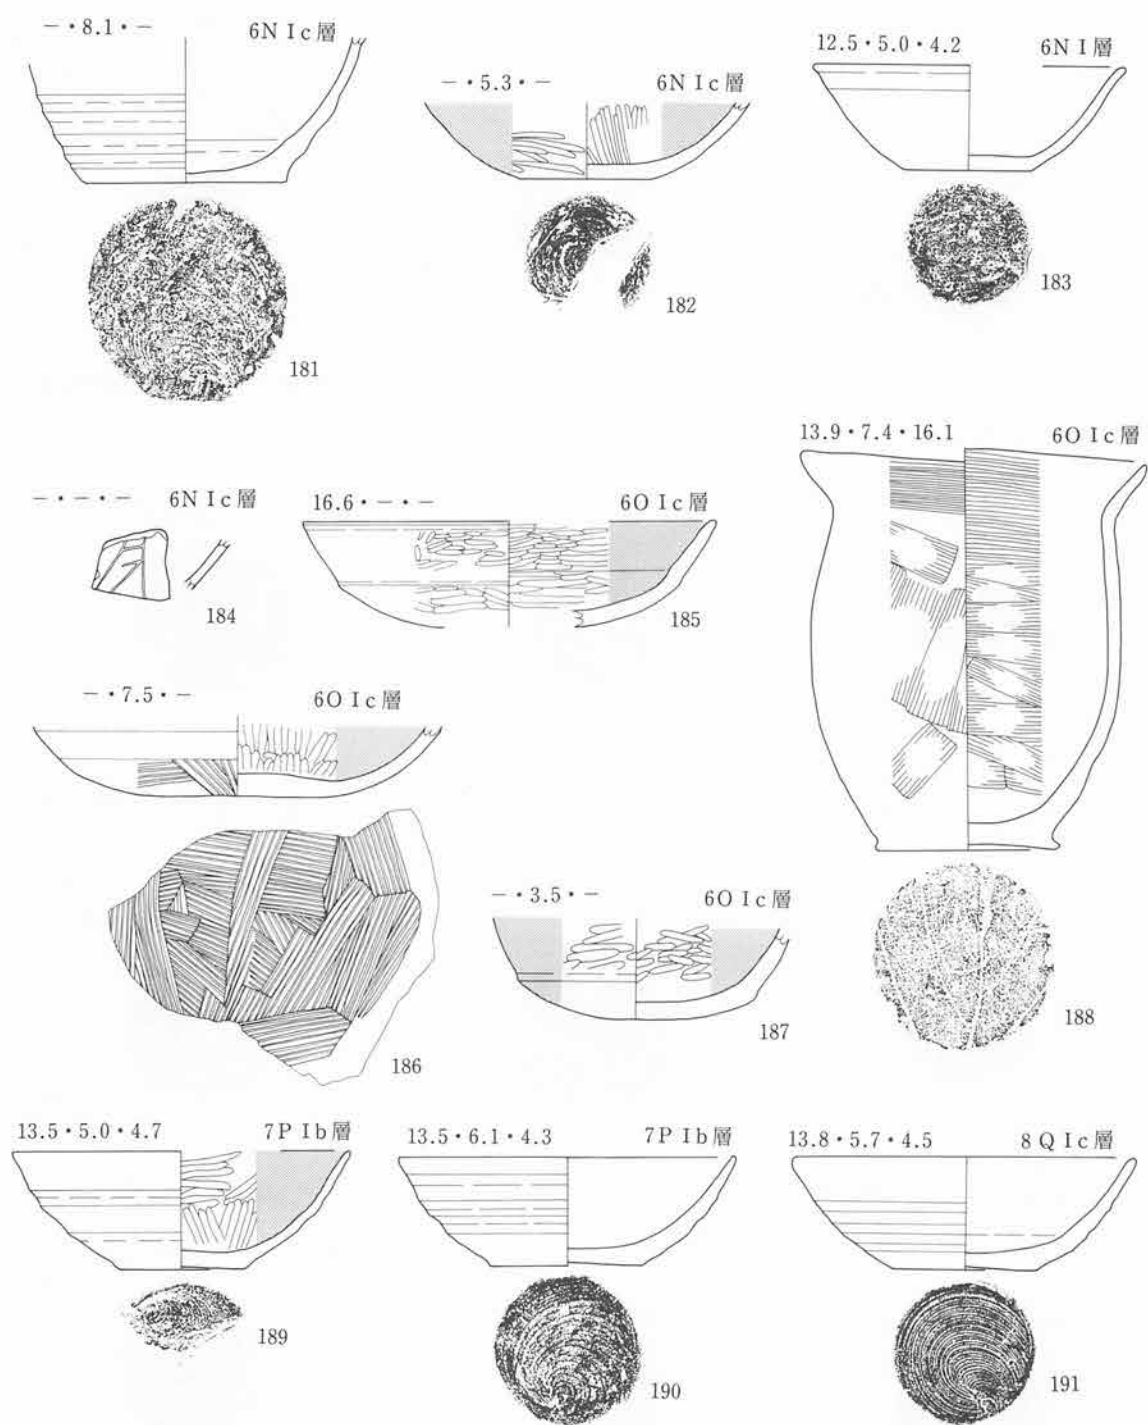 －・8.1・－ 6N Ic層
－・5.3・－ 6N Ic層
12.5・5.0・4.2 6N I層
181
182
183
－・－・－ 6N Ic層
184
16.6・－・－ 6O Ic層
185
13.9・7.4・16.1 6O Ic層
188
－・7.5・－ 6O Ic層
186
－・3.5・－ 6O Ic層
187
13.5・5.0・4.7 7P Ib層
189
13.5・6.1・4.3 7P Ib層
190
13.8・5.7・4.5 8Q Ic層
191